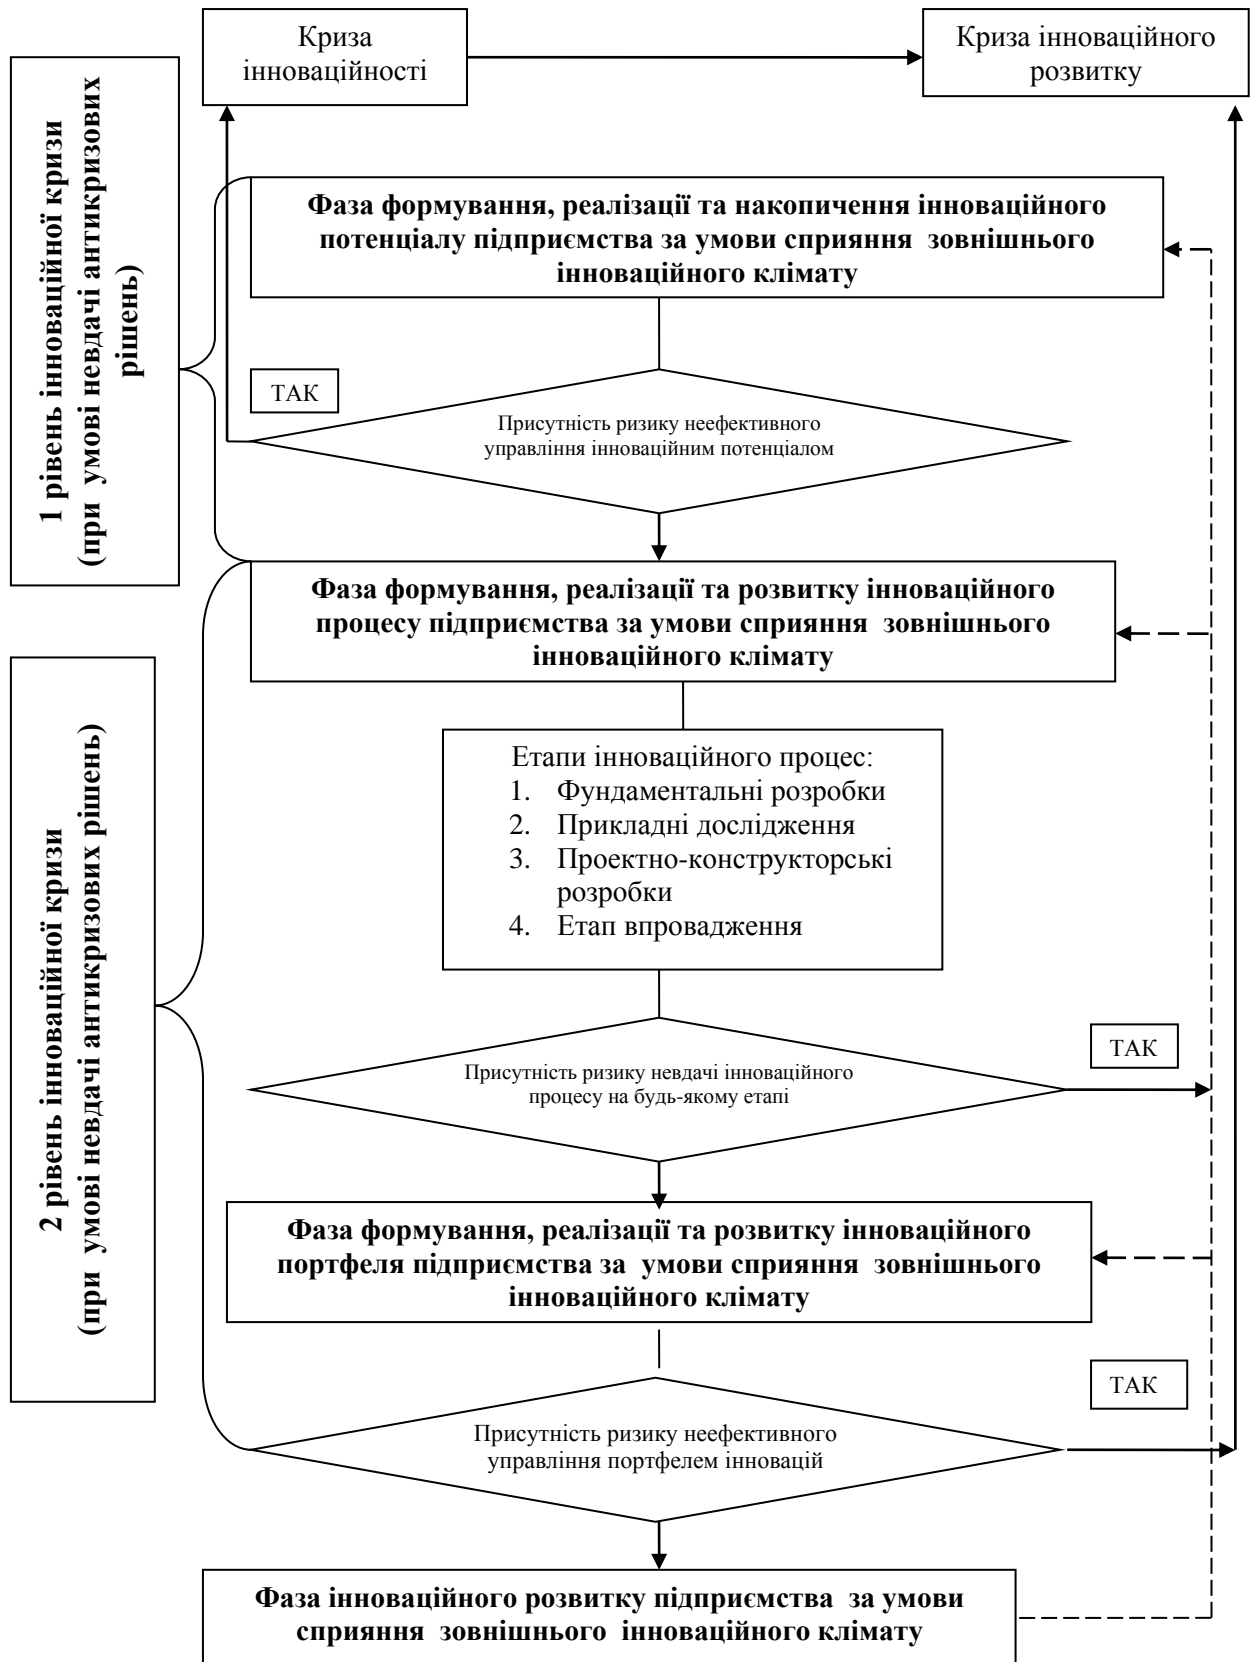 Криза
інноваційності
Криза інноваційного
розвитку
1 рівень інноваційної кризи
(при умові невдачі антикризових
рішень)
Фаза формування, реалізації та накопичення інноваційного
потенціалу підприємства за умови сприяння зовнішнього
інноваційного клімату
ТАК
Присутність ризику неефективного
управління інноваційним потенціалом
Фаза формування, реалізації та розвитку інноваційного
процесу підприємства за умови сприяння зовнішнього
інноваційного клімату
2 рівень інноваційної кризи
(при умові невдачі антикризових рішень)
Етапи інноваційного процес:
1. Фундаментальні розробки
2. Прикладні дослідження
3. Проектно-конструкторські
розробки
4. Етап впровадження
ТАК
Присутність ризику невдачі інноваційного
процесу на будь-якому етапі
Фаза формування, реалізації та розвитку інноваційного
портфеля підприємства за умови сприяння зовнішнього
інноваційного клімату
ТАК
Присутність ризику неефективного
управління портфелем інновацій
Фаза інноваційного розвитку підприємства за умови
сприяння зовнішнього інноваційного клімату